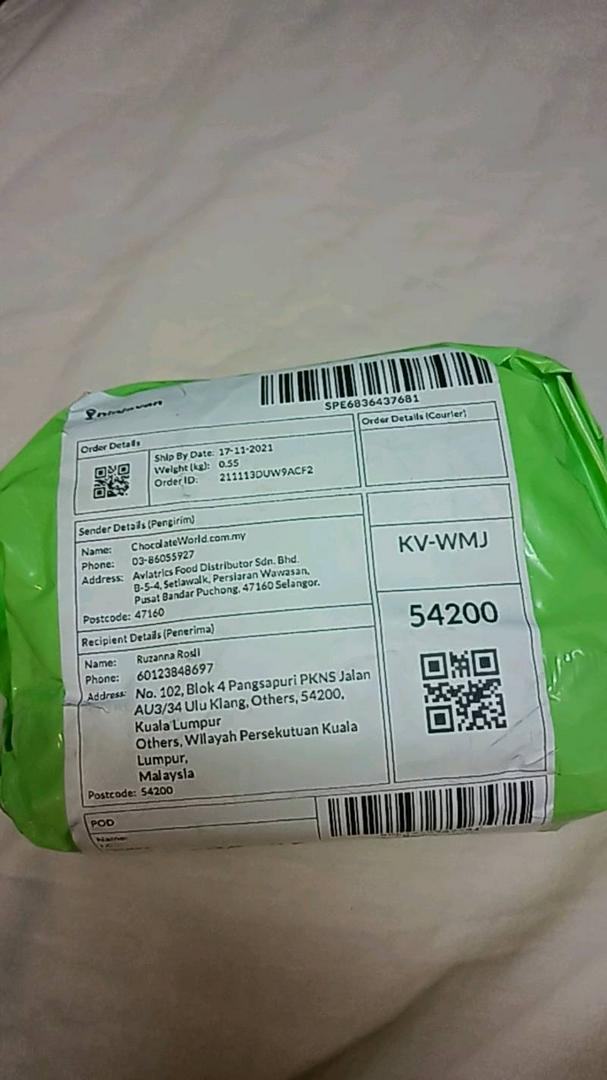 ninjavan
SPE6836437681
Order Details
Order Details (Courier)
Ship By Date: 17-11-2021
Weight (kg): 0.55
Order ID: 211113DUW9ACF2
Sender Details (Pengirim)
Name: ChocolateWorld.com.my
Phone: 03-86055927
Address: Aviatrics Food Distributor Sdn. Bhd.
B-5-4, Setiawalk, Persiaran Wawasan,
Pusat Bandar Puchong, 47160 Selangor.
Postcode: 47160
KV-WMJ
54200
Recipient Details (Penerima)
Name: Ruzanna Rosli
Phone: 60123848697
Address: No. 102, Blok 4 Pangsapuri PKNS Jalan
AU3/34 Ulu Klang, Others, 54200,
Kuala Lumpur
Others, Wilayah Persekutuan Kuala
Lumpur,
Malaysia
Postcode: 54200
POD
Name: